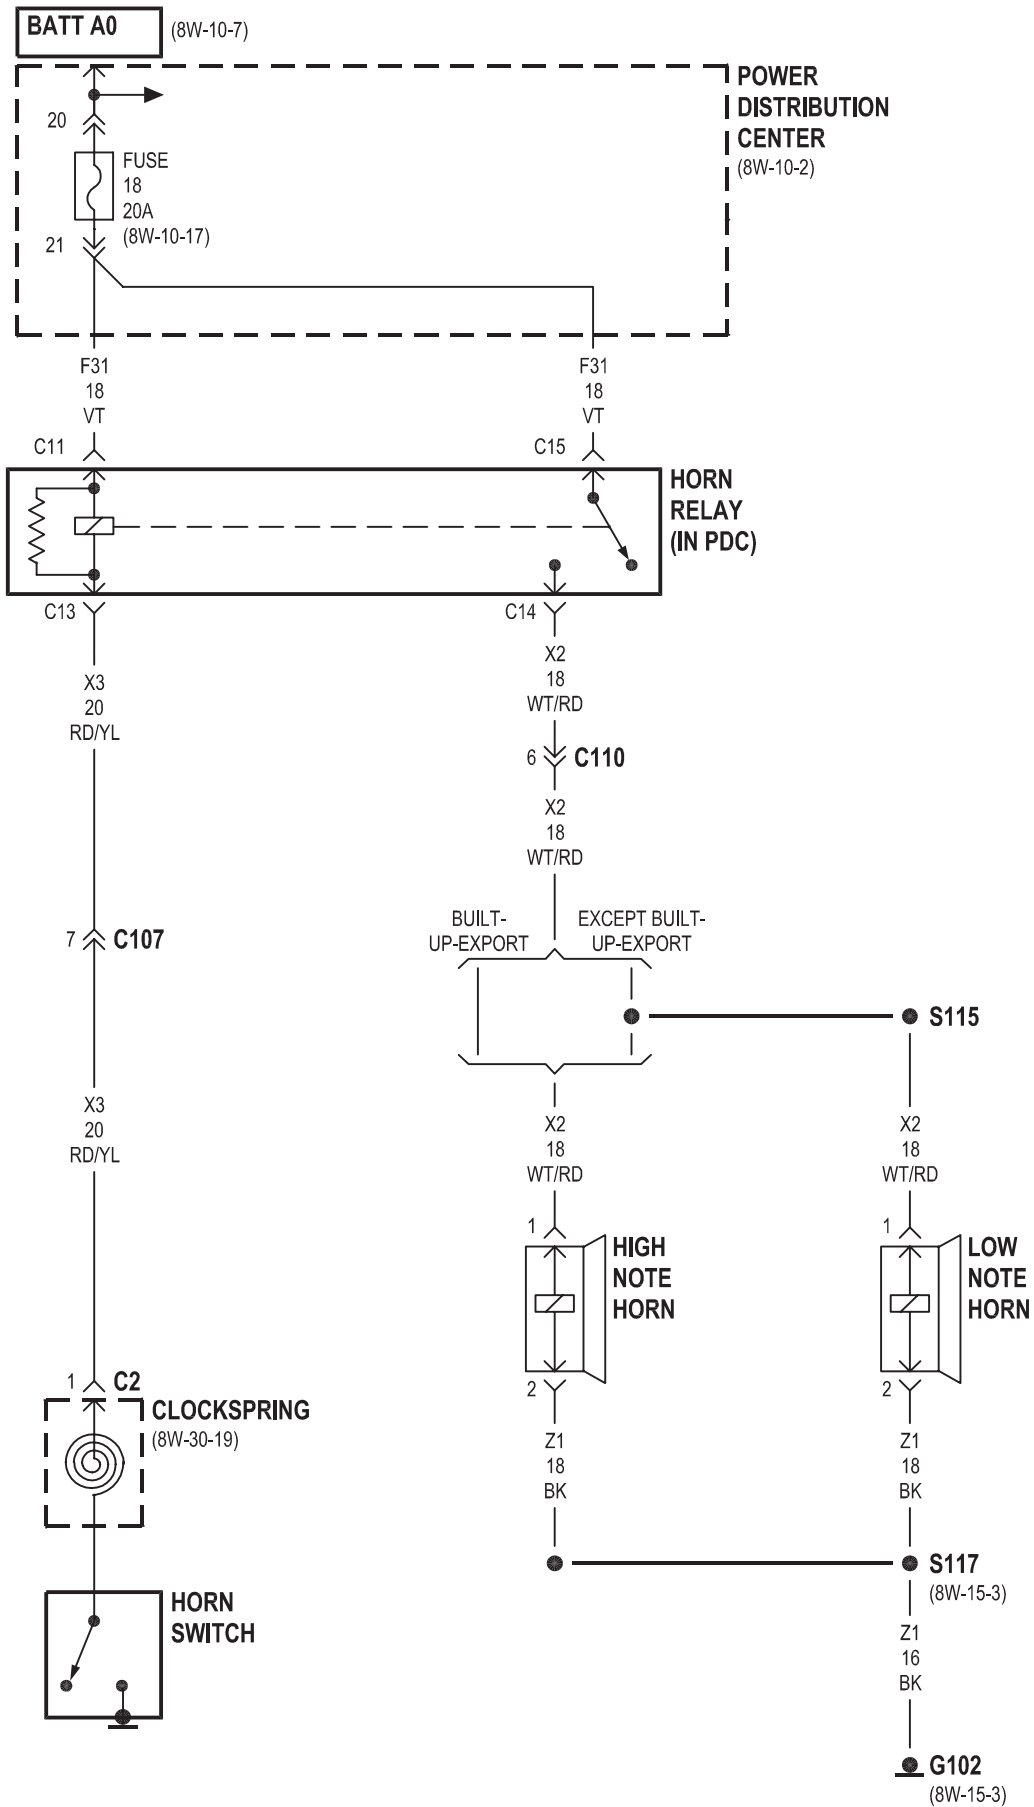 BATT A0
(8W-10-7)
POWER
DISTRIBUTION
CENTER
(8W-10-2)
20
FUSE
18
20A
(8W-10-17)
21
F31
18
VT
F31
18
VT
C11
C15
HORN
RELAY
(IN PDC)
C13
C14
X3
20
RD/YL
X2
18
WT/RD
6
C110
X2
18
WT/RD
7
C107
BUILT-
UP-EXPORT
EXCEPT BUILT-
UP-EXPORT
S115
X3
20
RD/YL
X2
18
WT/RD
X2
18
WT/RD
1
HIGH
NOTE
HORN
1
LOW
NOTE
HORN
2
2
1
C2
CLOCKSPRING
(8W-30-19)
Z1
18
BK
Z1
18
BK
S117
(8W-15-3)
HORN
SWITCH
Z1
16
BK
G102
(8W-15-3)